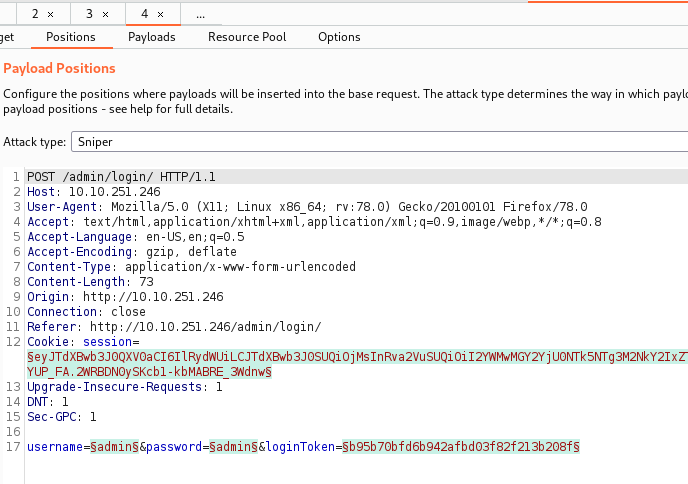 2 × 3 × 4 × ...
get Positions Payloads Resource Pool Options
Payload Positions
Configure the positions where payloads will be inserted into the base request. The attack type determines the way in which paylo
payload positions - see help for full details.
Attack type: Sniper
1 POST /admin/login/ HTTP/1.1
2 Host: 10.10.251.246
3 User-Agent: Mozilla/5.0 (X11; Linux x86_64; rv:78.0) Gecko/20100101 Firefox/78.0
4 Accept: text/html,application/xhtml+xml,application/xml;q=0.9,image/webp,*/*;q=0.8
5 Accept-Language: en-US,en;q=0.5
6 Accept-Encoding: gzip, deflate
7 Content-Type: application/x-www-form-urlencoded
8 Content-Length: 73
9 Origin: http://10.10.251.246
10 Connection: close
11 Referer: http://10.10.251.246/admin/login/
12 Cookie: session=
§eyJTdXBwb3J0QXV0aCI6IlRydWUiLCJTdXBwb3J0SUQiOjMsInRva2VuSUQiOiI2YWMwMGY2YjU0NTk5NTg3M2NkY2IxZT
YUP_FA.2WRBDN0ySKcb1-kbMABRE_3Wdnw§
13 Upgrade-Insecure-Requests: 1
14 DNT: 1
15 Sec-GPC: 1
16
17 username=§admin§&password=§admin§&loginToken=§b95b70bfd6b942afbd03f82f213b208f§